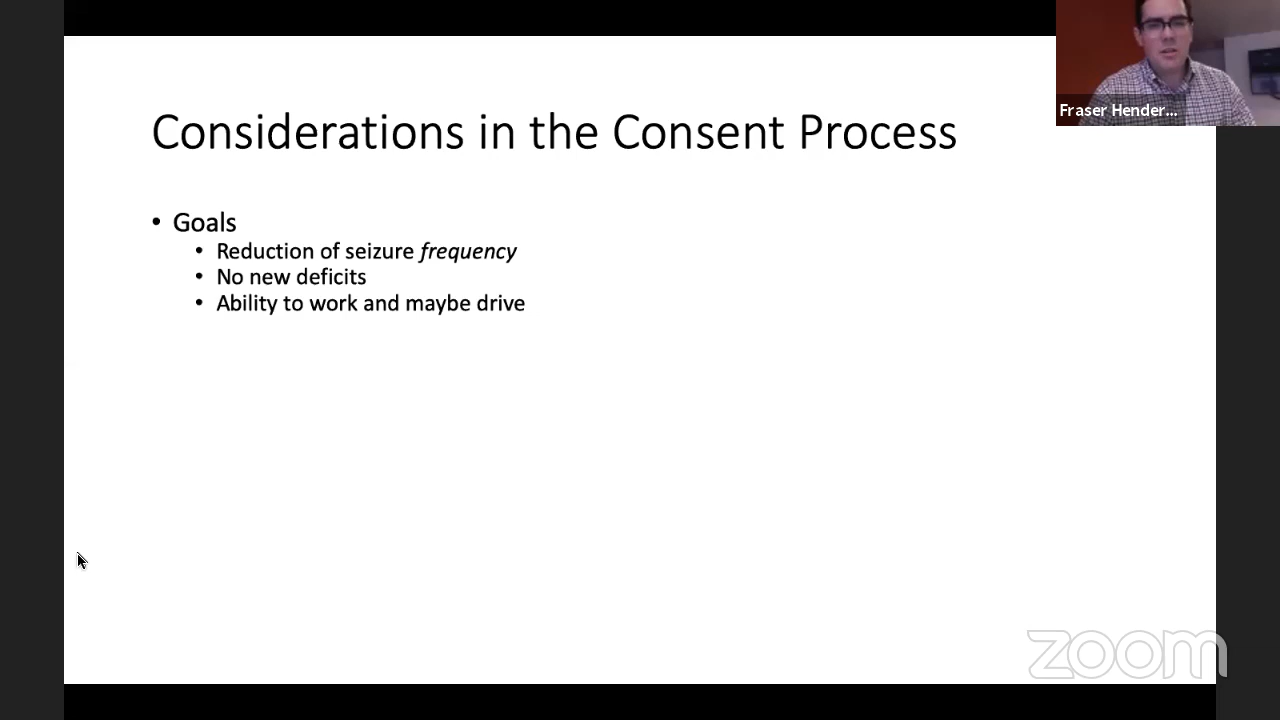 Considerations in the Consent Process
• Goals
• Reduction of seizure frequency
• No new deficits
• Ability to work and maybe drive
Fraser Hender...
zoom